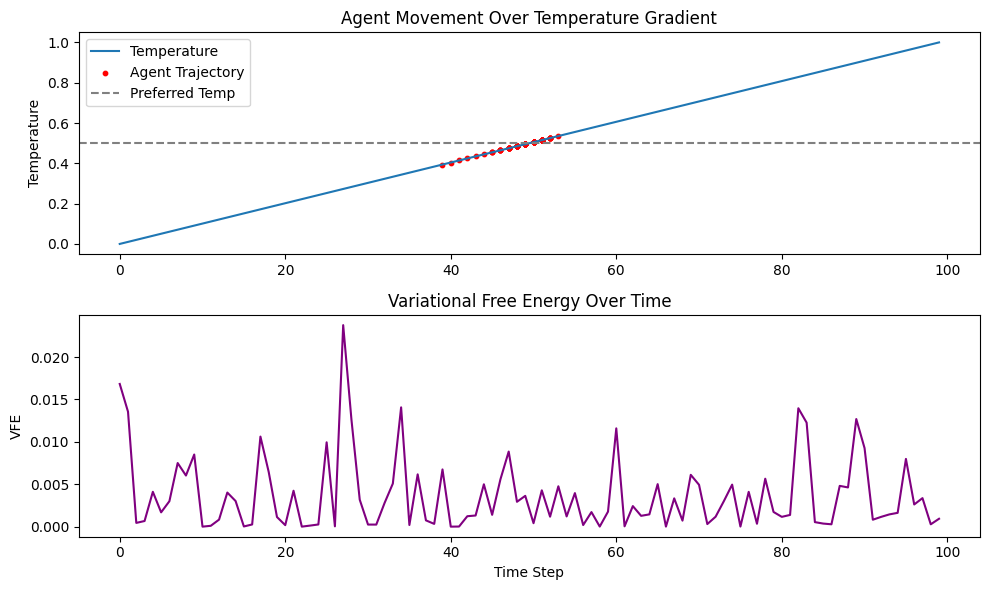 Agent Movement Over Temperature Gradient
Temperature
Agent Trajectory
Preferred Temp
Temperature
1.0
0.8
0.6
0.4
0.2
0.0
0 20 40 60 80 100
Variational Free Energy Over Time
VFE
0.020
0.015
0.010
0.005
0.000
0 20 40 60 80 100
Time Step